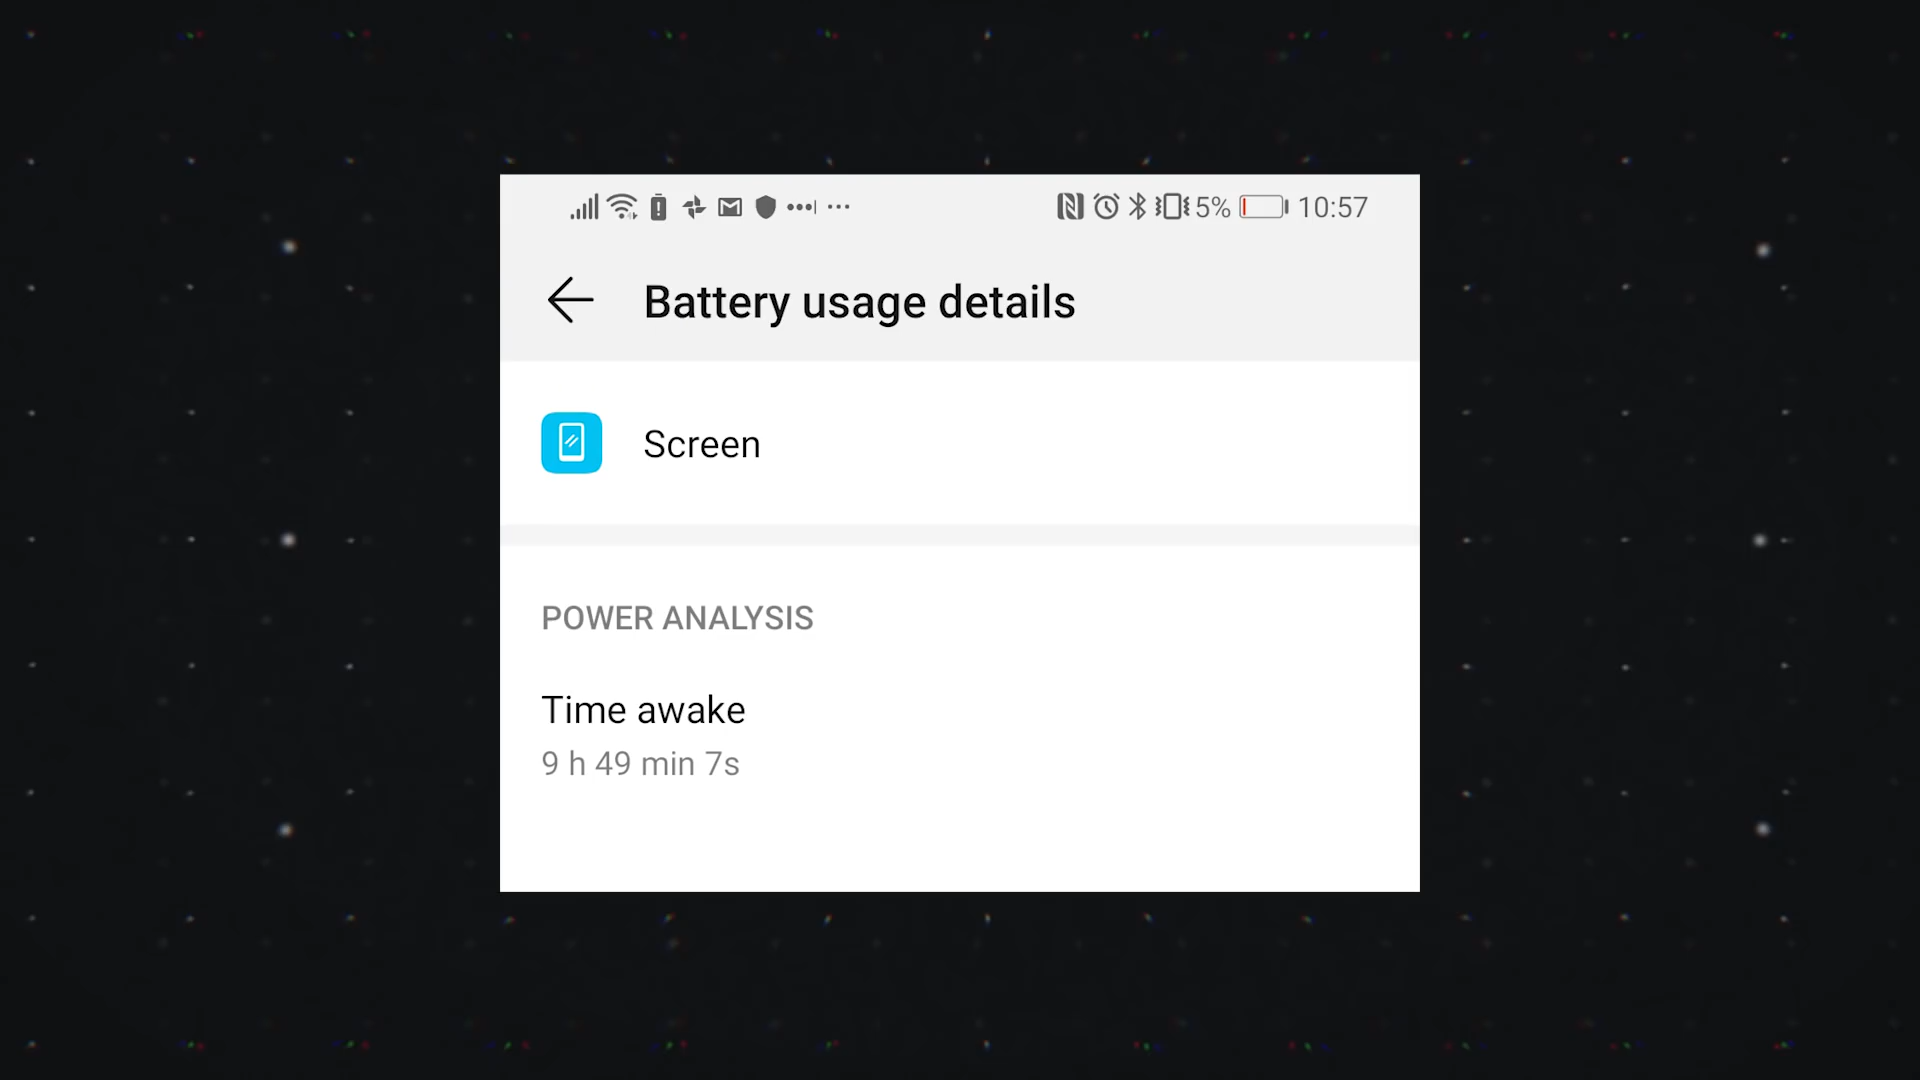 5% 10:57
Battery usage details
Screen
POWER ANALYSIS
Time awake
9 h 49 min 7s